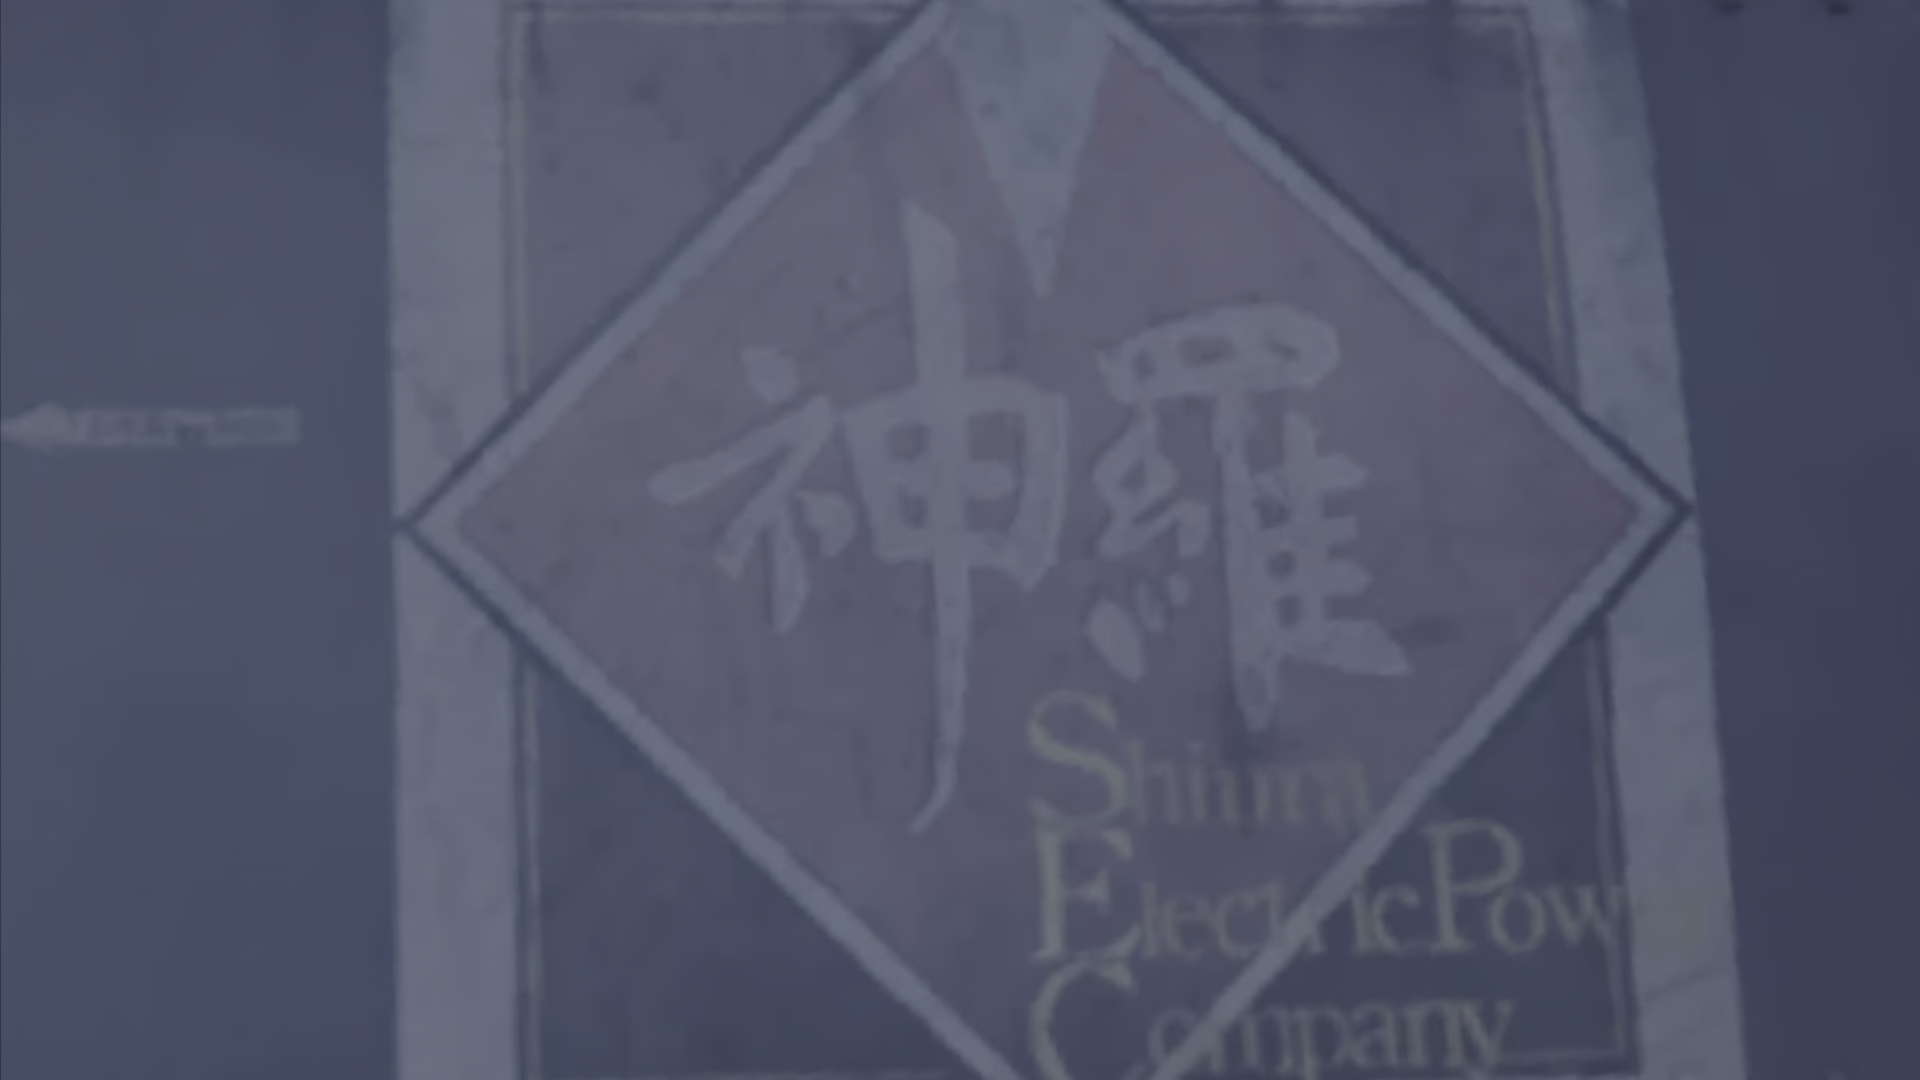 神羅
Shinra
Electric Pow
Company